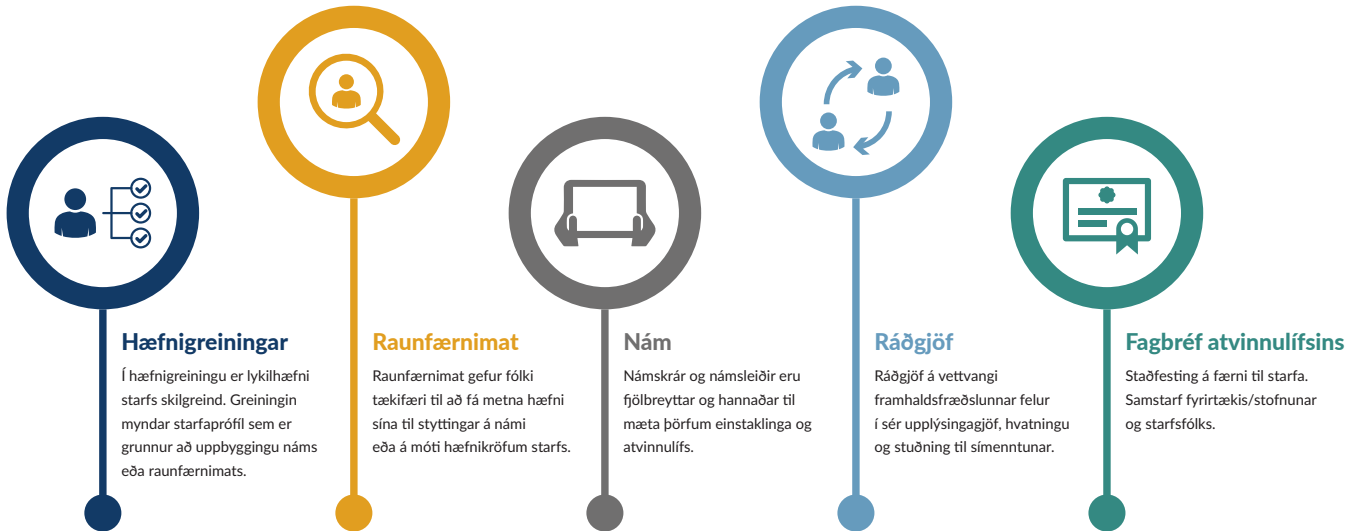 Hæfnigreiningar
Í hæfnigreiningu er lykilhæfni
starfs skilgreind. Greiningin
myndar starfaprófíl sem er
grunnur að uppbyggingu náms
eða raunfærnimats.
Raunfærnimat
Raunfærnimat gefur fólki
tækifæri til að fá metna hæfni
sína til styttingar á námi
eða á móti hæfnikröfum starfs.
Nám
Námskrár og námsleiðir eru
fjölbreyttar og hannaðar til
mæta þörfum einstaklinga og
atvinnulífs.
Ráðgjöf
Ráðgjöf á vettvangi
framhaldsfræðslunnar felur
í sér upplýsingagjöf, hvatningu
og stuðning til símenntunar.
Fagbréf atvinnulífsins
Staðfesting á færni til starfa.
Samstarf fyrirtækis/stofnunar
og starfsfólks.